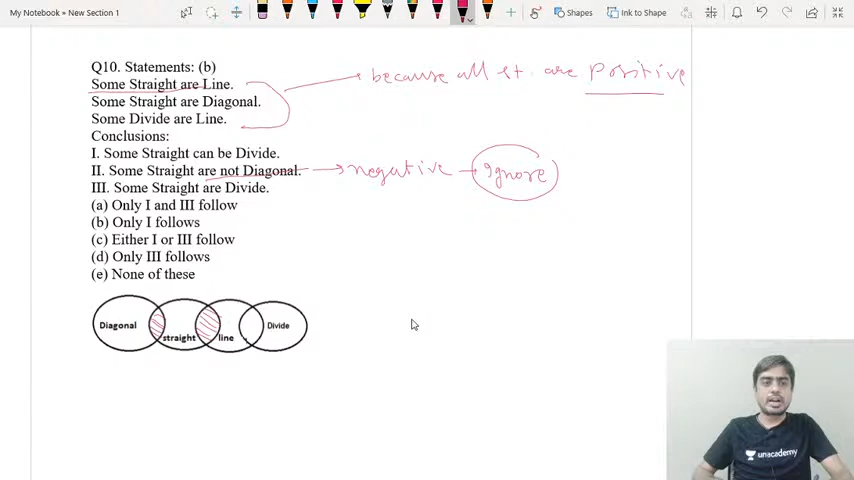 My Notebook » New Section 1
Shapes
Ink to Shape
Q10. Statements: (b)
Some Straight are Line.
Some Straight are Diagonal.
Some Divide are Line.
because all st. are positive
Conclusions:
I. Some Straight can be Divide.
II. Some Straight are not Diagonal.
negative
Ignore
III. Some Straight are Divide.
(a) Only I and III follow
(b) Only I follows
(c) Either I or III follow
(d) Only III follows
(e) None of these
Diagonal
straight
line
Divide
unacademy